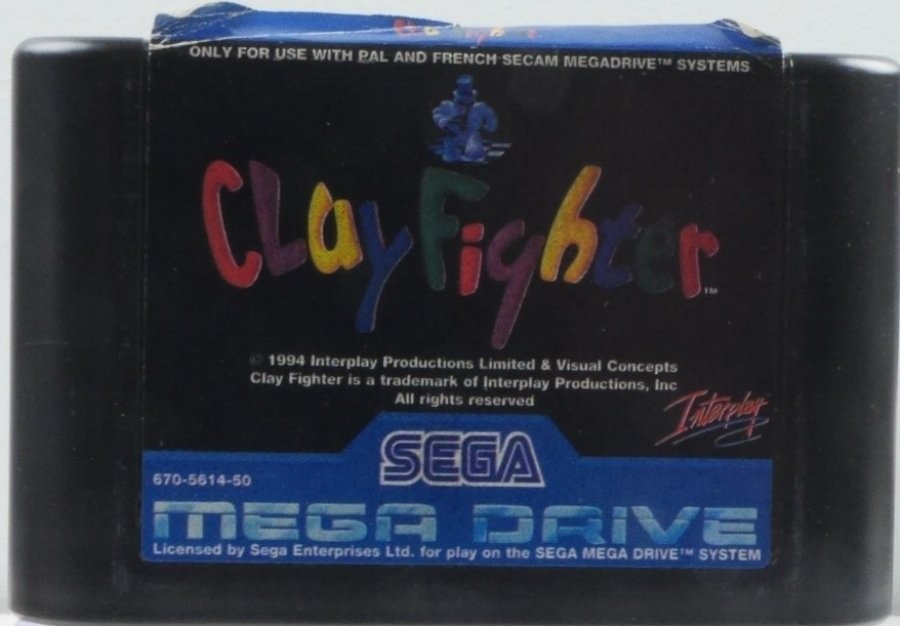 Clay Fighter
ONLY FOR USE WITH PAL AND FRENCH SECAM MEGADRIVE™ SYSTEMS
ClayFighter™
© 1994 Interplay Productions Limited & Visual Concepts
Clay Fighter is a trademark of Interplay Productions, Inc
All rights reserved
Interplay
SEGA
670-5614-50
MEGA DRIVE
Licensed by Sega Enterprises Ltd. for play on the SEGA MEGA DRIVE™ SYSTEM